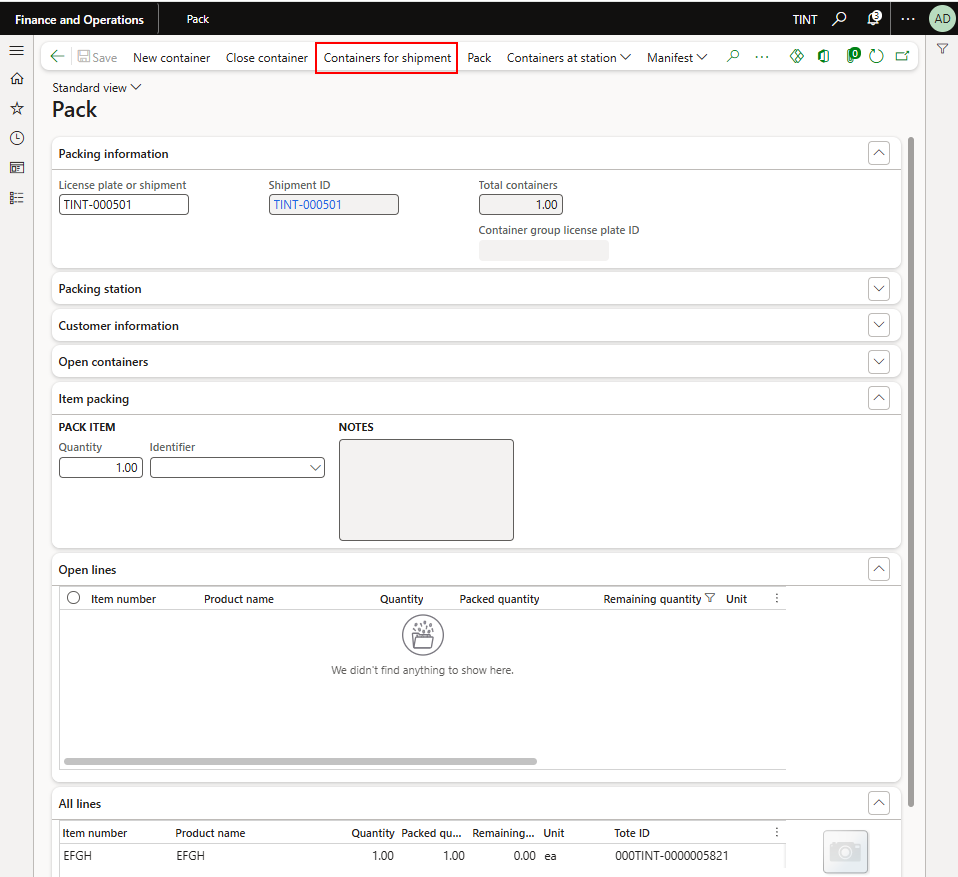 Finance and Operations Pack TINT 3 AD
Save New container Close container Containers for shipment Pack Containers at station Manifest 0
Standard view
Pack
Packing information
License plate or shipment Shipment ID Total containers
TINT-000501 TINT-000501 1.00
Container group license plate ID
Packing station
Customer information
Open containers
Item packing
PACK ITEM NOTES
Quantity Identifier
1.00
Open lines
Item number Product name Quantity Packed quantity Remaining quantity Unit
We didn't find anything to show here.
All lines
Item number Product name Quantity Packed qu... Remaining... Unit Tote ID
EFGH EFGH 1.00 1.00 0.00 ea 000TINT-0000005821